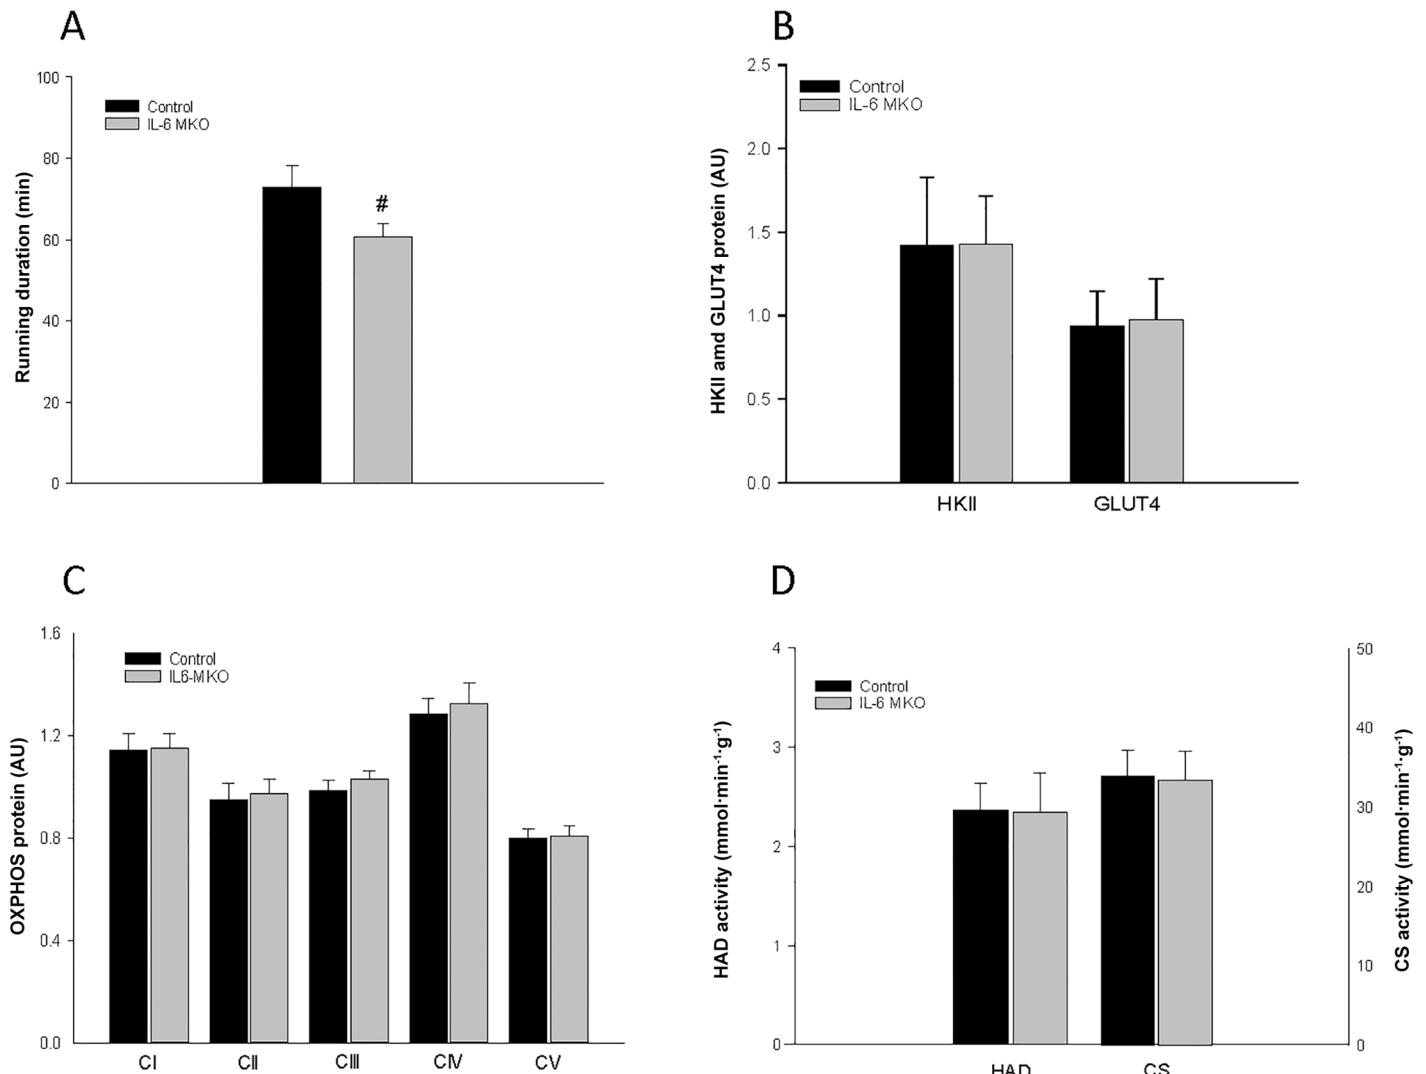 A
100
80
60
40
20
0
Running duration (min)
Control
IL-6 MKO
#
B
2.5
2.0
1.5
1.0
0.5
0.0
HKII amd GLUT4 protein (AU)
Control
IL-6 MKO
HKII GLUT4
C
1.6
1.2
0.8
0.4
0.0
OXPHOS protein (AU)
Control
IL6-MKO
CI CII CIII CIV CV
D
4
3
2
1
0
HAD activity (mmol·min⁻¹·g⁻¹)
Control
IL-6 MKO
50
40
30
20
10
0
CS activity (mmol·min⁻¹·g⁻¹)
HAD CS